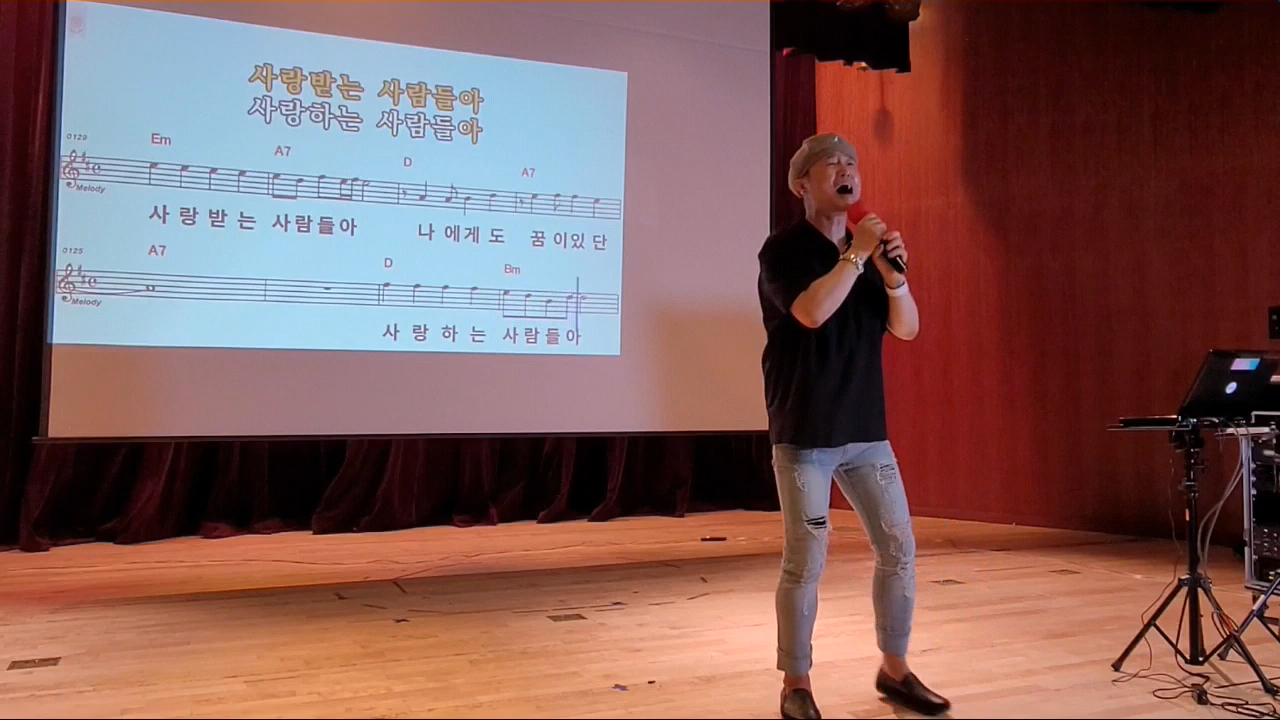 사랑받는 사람들아
사랑하는 사람들아
0129 Em A7 D A7
Melody
사 랑 받 는 사람들아 나 에게 도 꿈 이있 단
0125 A7 D Bm
Melody
사 랑 하 는 사람들아